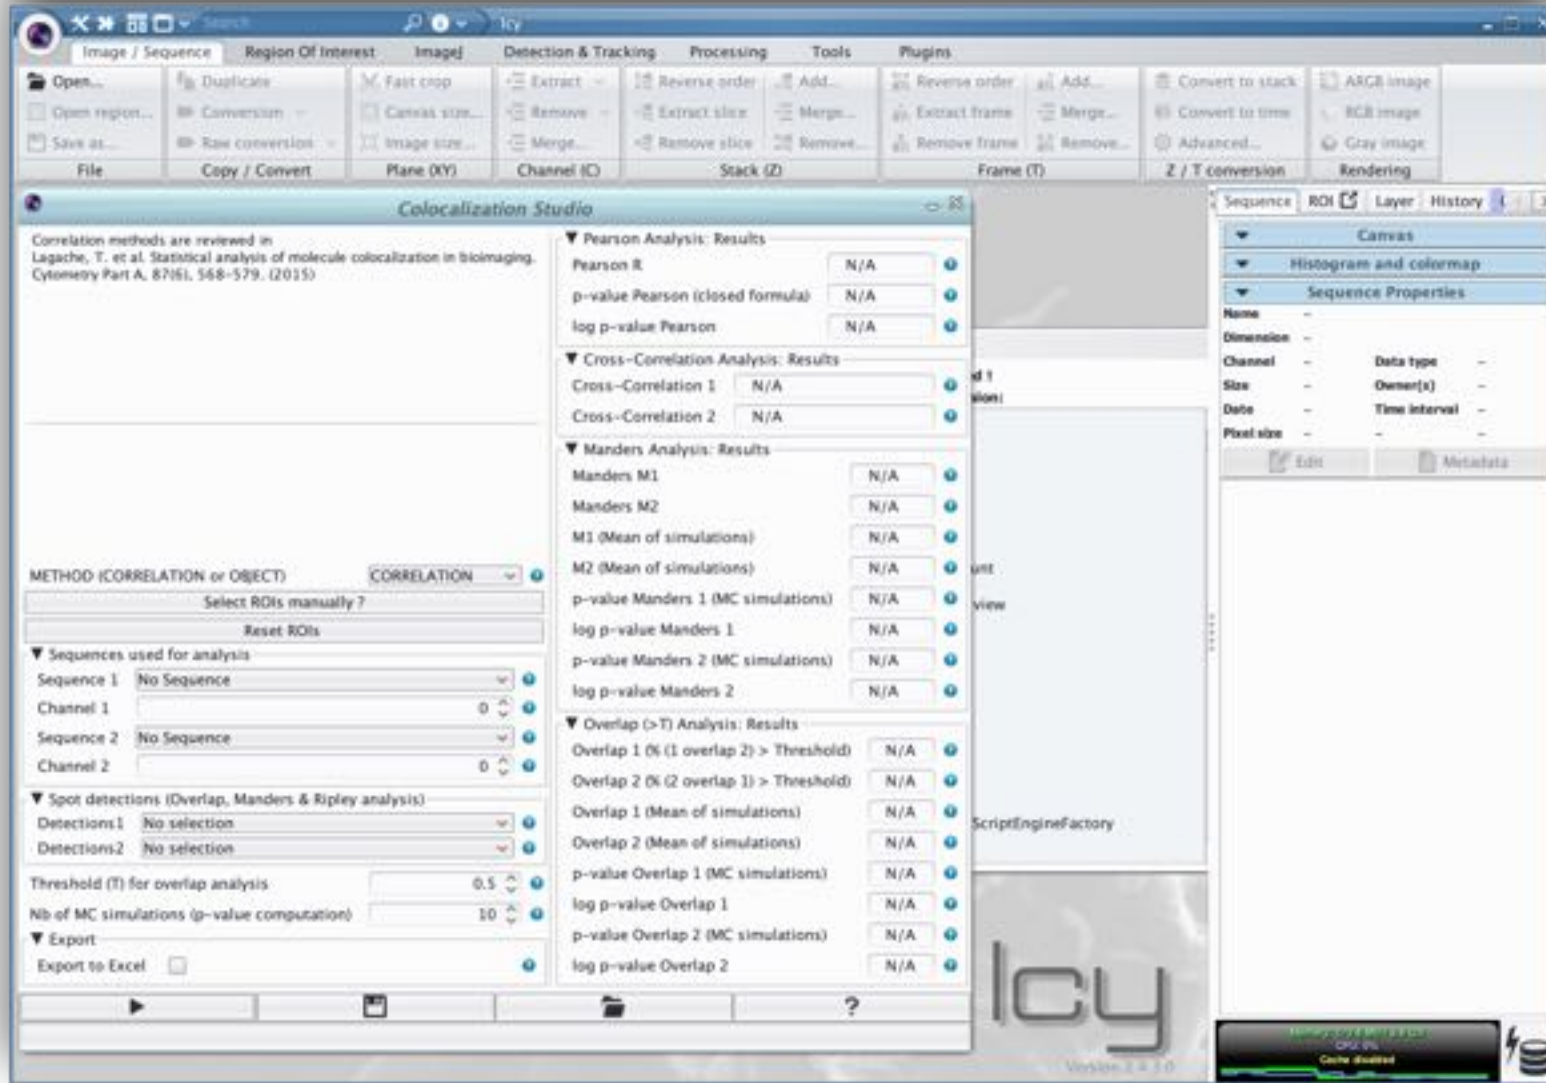 Search
Icy
Image / Sequence Region Of Interest ImageJ Detection & Tracking Processing Tools Plugins
Open... Duplicate Fast crop Extract Reverse order Add... Reverse order Add... Convert to stack ARGB image
Open region... Conversion Canvas size... Remove Extract slice Merge... Extract frame Merge... Convert to time RGB image
Save as... Raw conversion Image size... Merge... Remove slice Remove... Remove frame Remove... Advanced... Gray image
File Copy / Convert Plane (XY) Channel (C) Stack (Z) Frame (T) Z / T conversion Rendering
Colocalization Studio
Correlation methods are reviewed in
Lagache, T. et al. Statistical analysis of molecule colocalization in bioimaging.
Cytometry Part A, 87(6), 568-579. (2015)
METHOD (CORRELATION or OBJECT) CORRELATION
Select ROIs manually ?
Reset ROIs
Sequences used for analysis
Sequence 1 No Sequence
Channel 1 0
Sequence 2 No Sequence
Channel 2 0
Spot detections (Overlap, Manders & Ripley analysis)
Detections1 No selection
Detections2 No selection
Threshold (T) for overlap analysis 0.5
Nb of MC simulations (p-value computation) 10
Export
Export to Excel
Pearson Analysis: Results
Pearson R N/A
p-value Pearson (closed formula) N/A
log p-value Pearson N/A
Cross-Correlation Analysis: Results
Cross-Correlation 1 N/A
Cross-Correlation 2 N/A
Manders Analysis: Results
Manders M1 N/A
Manders M2 N/A
M1 (Mean of simulations) N/A
M2 (Mean of simulations) N/A
p-value Manders 1 (MC simulations) N/A
log p-value Manders 1 N/A
p-value Manders 2 (MC simulations) N/A
log p-value Manders 2 N/A
Overlap (>T) Analysis: Results
Overlap 1 (% (1 overlap 2) > Threshold) N/A
Overlap 2 (% (2 overlap 1) > Threshold) N/A
Overlap 1 (Mean of simulations) N/A
Overlap 2 (Mean of simulations) N/A
p-value Overlap 1 (MC simulations) N/A
log p-value Overlap 1 N/A
p-value Overlap 2 (MC simulations) N/A
log p-value Overlap 2 N/A
?
d !
sion:
unt
view
ScriptEngineFactory
Icy
Sequence ROI Layer History
Canvas
Histogram and colormap
Sequence Properties
Name -
Dimension -
Channel - Data type -
Size - Owner(s) -
Date - Time interval -
Pixel size - - -
Edit Metadata
CPU: 0%
Cache disabled